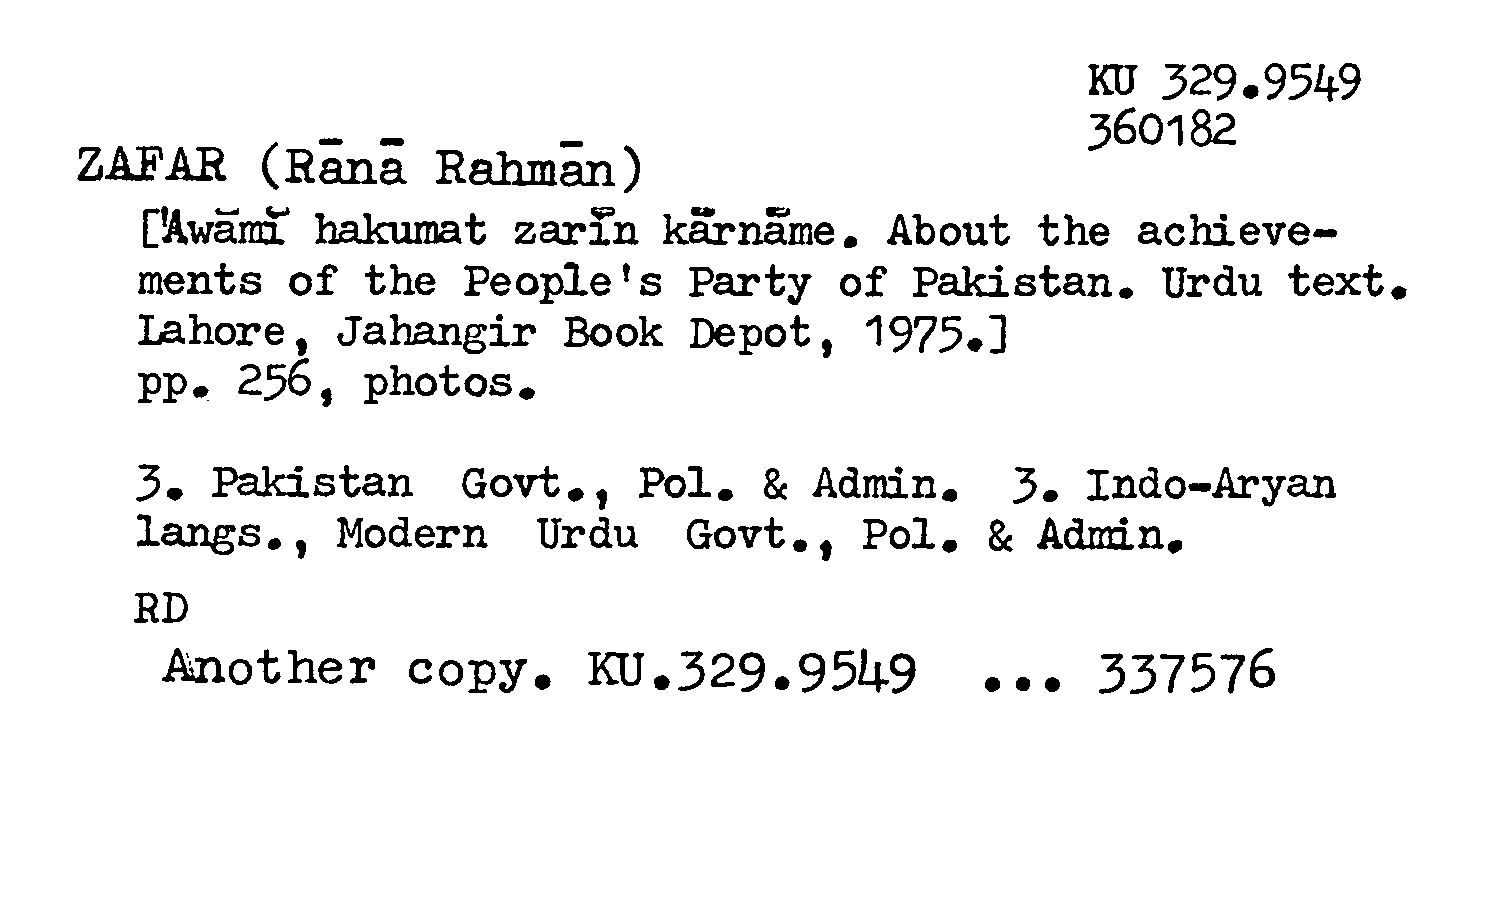 KU 329.9549
360182
ZAFAR (Rānā Rahmān)
['Awāmī hakumat zarīn kārnāme. About the achieve-
ments of the People's Party of Pakistan. Urdu text.
Lahore, Jahangir Book Depot, 1975.]
pp. 256, photos.
3. Pakistan Govt., Pol. & Admin. 3. Indo-Aryan
langs., Modern Urdu Govt., Pol. & Admin.
RD
Another copy. KU.329.9549 ... 337576